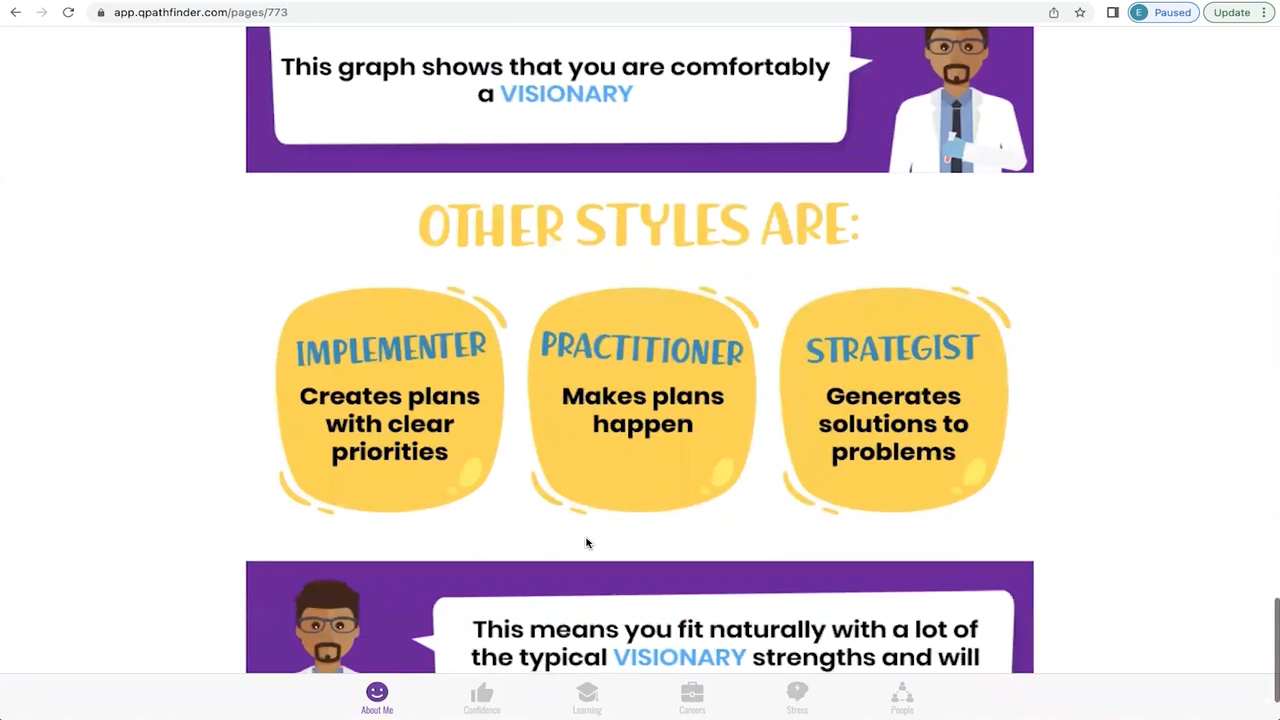 app.qpathfinder.com/pages/773
E
Paused
Update
This graph shows that you are comfortably
a VISIONARY
OTHER STYLES ARE:
IMPLEMENTER
Creates plans
with clear
priorities
PRACTITIONER
Makes plans
happen
STRATEGIST
Generates
solutions to
problems
This means you fit naturally with a lot of
the typical VISIONARY strengths and will
About Me
Confidence
Learning
Careers
Stress
People